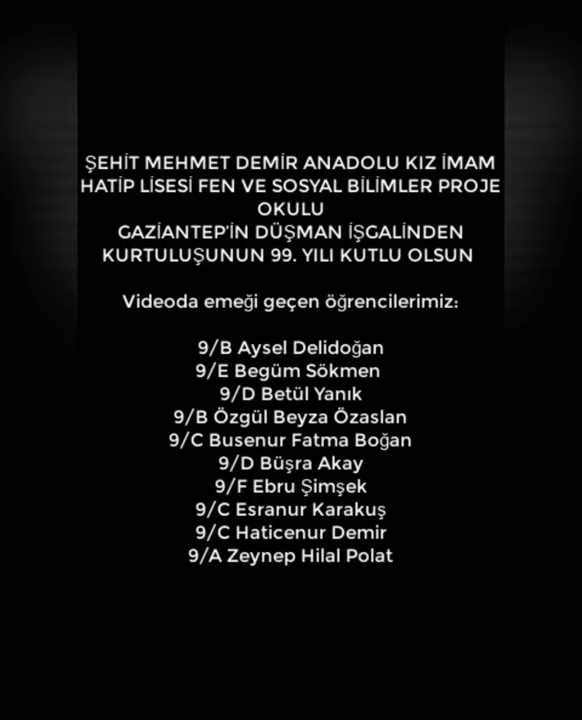 ŞEHİT MEHMET DEMİR ANADOLU KIZ İMAM
HATİP LİSESİ FEN VE SOSYAL BİLİMLER PROJE
OKULU
GAZİANTEP'İN DÜŞMAN İŞGALİNDEN
KURTULUŞUNUN 99. YILI KUTLU OLSUN
Videoda emeği geçen öğrencilerimiz:
9/B Aysel Delidoğan
9/E Begüm Sökmen
9/D Betül Yanık
9/B Özgül Beyza Özaslan
9/C Busenur Fatma Boğan
9/D Büşra Akay
9/F Ebru Şimşek
9/C Esranur Karakuş
9/C Haticenur Demir
9/A Zeynep Hilal Polat